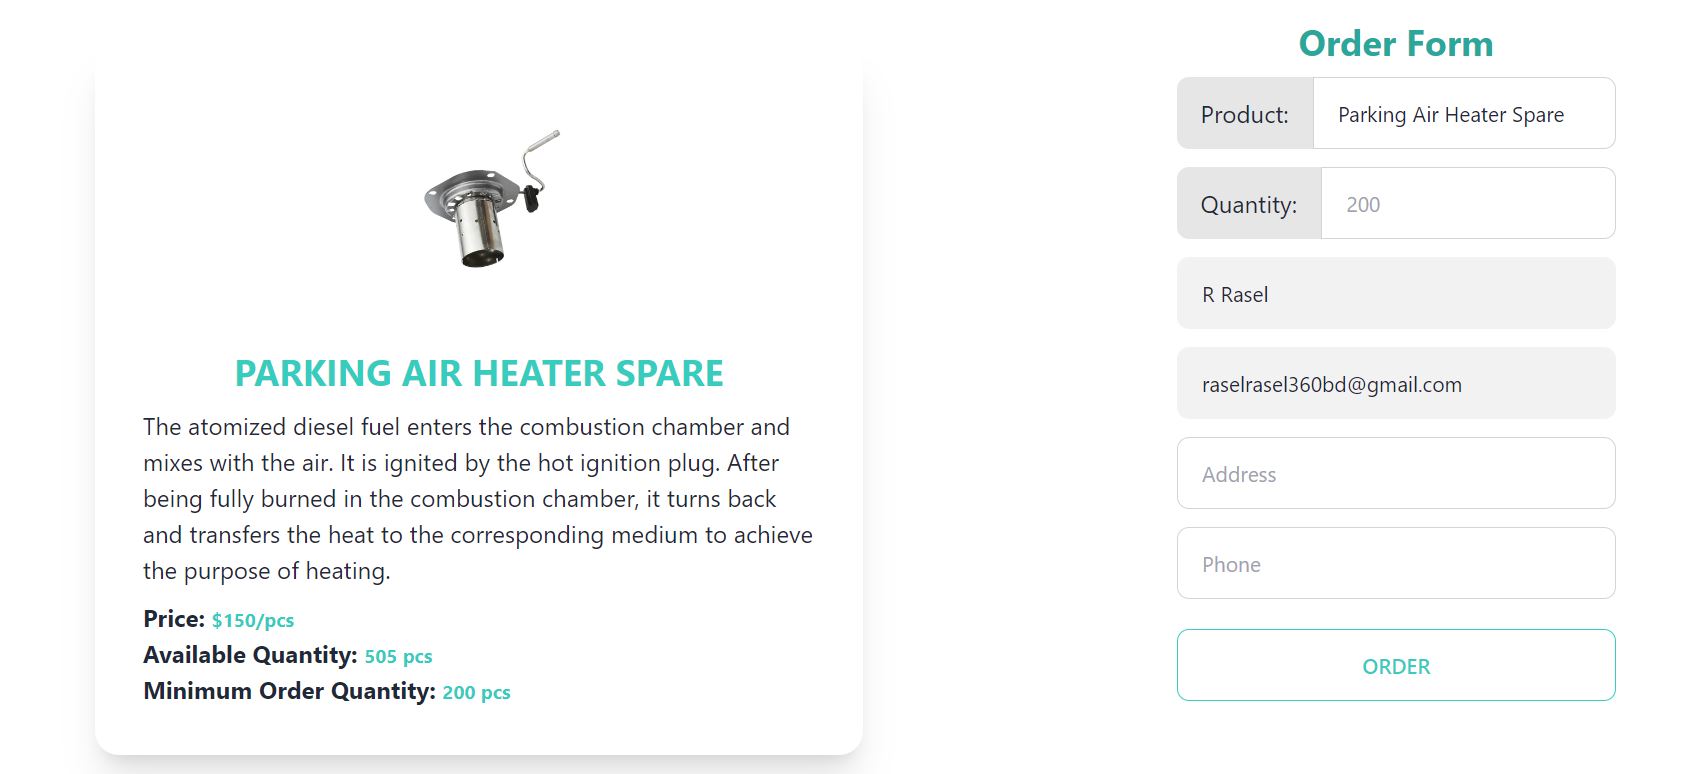 PARKING AIR HEATER SPARE
The atomized diesel fuel enters the combustion chamber and
mixes with the air. It is ignited by the hot ignition plug. After
being fully burned in the combustion chamber, it turns back
and transfers the heat to the corresponding medium to achieve
the purpose of heating.
Price: $150/pcs
Available Quantity: 505 pcs
Minimum Order Quantity: 200 pcs
Order Form
Product: Parking Air Heater Spare
Quantity: 200
R Rasel
raselrasel360bd@gmail.com
Address
Phone
ORDER